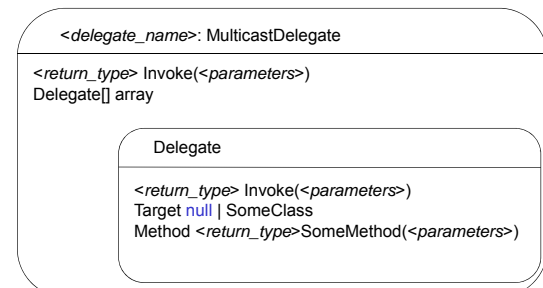 <delegate_name>: MulticastDelegate
<return_type> Invoke(<parameters>)
Delegate[] array
Delegate
<return_type> Invoke(<parameters>)
Target null | SomeClass
Method <return_type>SomeMethod(<parameters>)